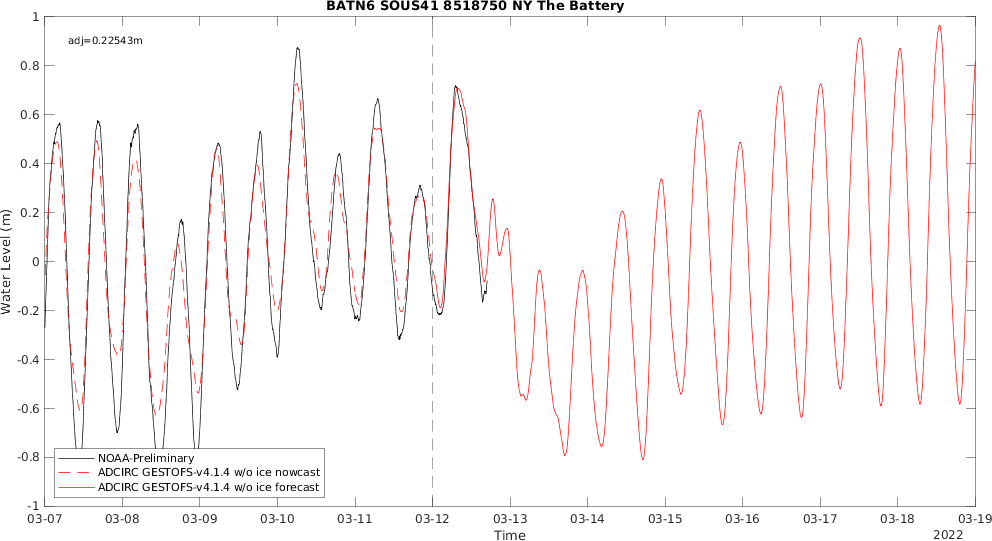 BATN6 SOUS41 8518750 NY The Battery
adj=0.22543m
1
0.8
0.6
0.4
0.2
0
-0.2
-0.4
-0.6
-0.8
-1
Water Level (m)
NOAA-Preliminary
ADCIRC GESTOFS-v4.1.4 w/o ice nowcast
ADCIRC GESTOFS-v4.1.4 w/o ice forecast
03-07 03-08 03-09 03-10 03-11 03-12 03-13 03-14 03-15 03-16 03-17 03-18 03-19
Time
2022